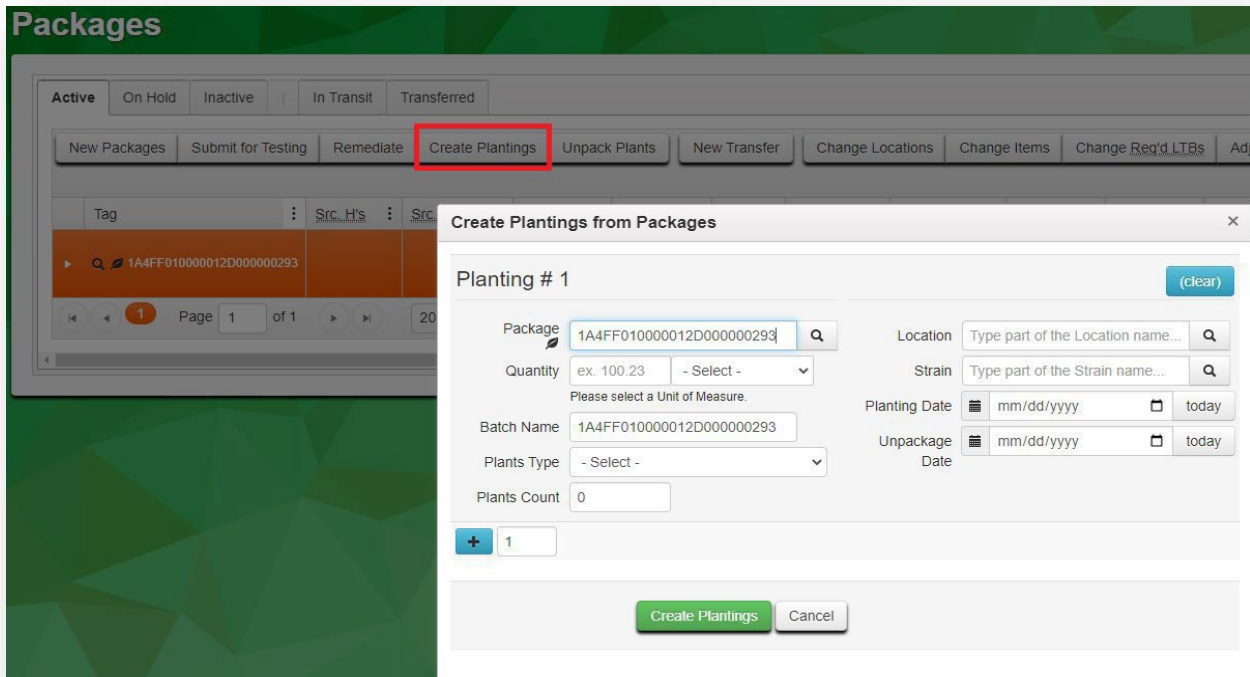 Packages
Active On Hold Inactive | In Transit Transferred
New Packages Submit for Testing Remediate Create Plantings Unpack Plants New Transfer Change Locations Change Items Change Req'd LTBs Adj
Tag Src. H's Src.
1A4FF010000012D000000293
1 Page 1 of 1 20
Create Plantings from Packages ×
Planting # 1 (clear)
Package 1A4FF010000012D000000293 Location Type part of the Location name...
Quantity ex. 100.23 - Select - Strain Type part of the Strain name...
Please select a Unit of Measure.
Planting Date mm/dd/yyyy today
Batch Name 1A4FF010000012D000000293
Unpackage Date mm/dd/yyyy today
Plants Type - Select -
Plants Count 0
+ 1
Create Plantings Cancel